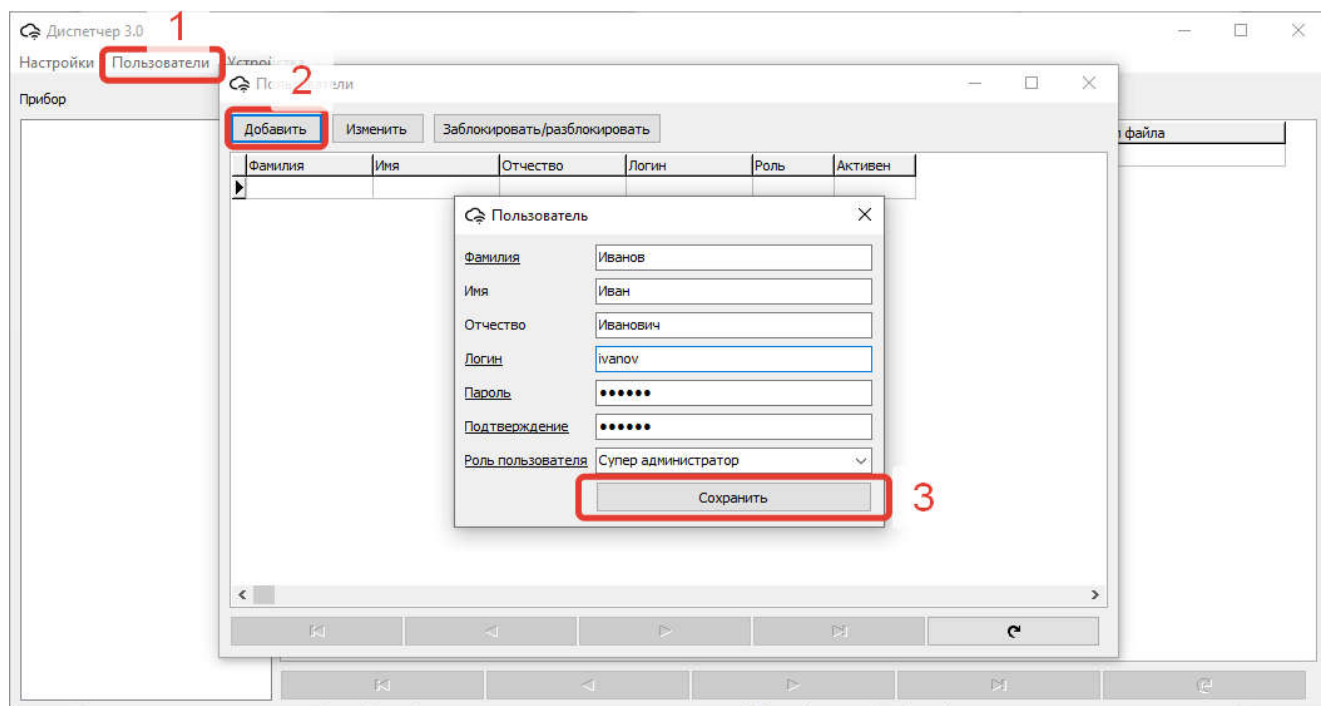 Диспетчер 3.0
1
Настройки Пользователи
2
Прибор
Добавить Изменить Заблокировать/разблокировать
файла
Фамилия Имя Отчество Логин Роль Активен
Пользователь
Фамилия Иванов
Имя Иван
Отчество Иванович
Логин ivanov
Пароль ●●●●●●
Подтверждение ●●●●●●
Роль пользователя Супер администратор
Сохранить 3